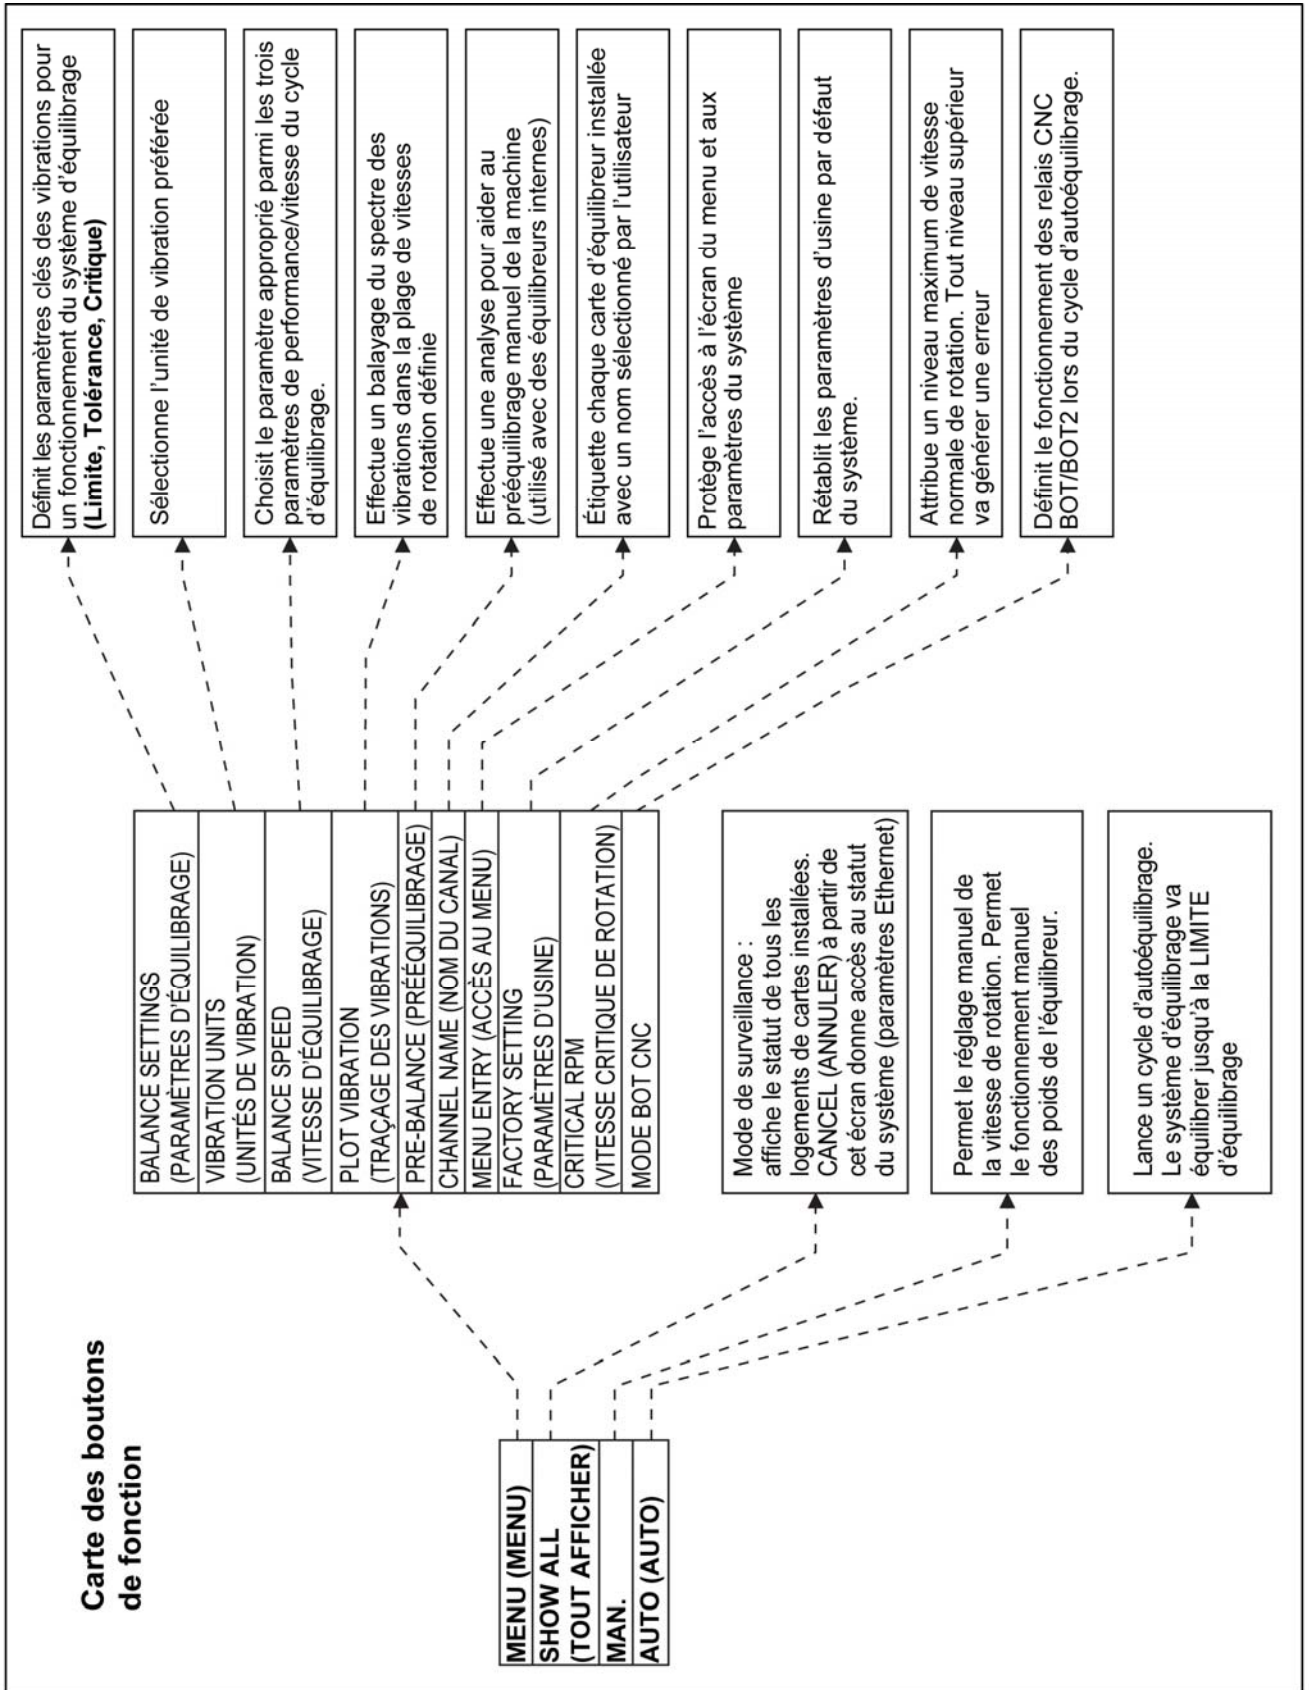 Carte des boutons
de fonction
MENU (MENU)
SHOW ALL
(TOUT AFFICHER)
MAN.
AUTO (AUTO)
BALANCE SETTINGS
(PARAMÈTRES D'ÉQUILIBRAGE)
VIBRATION UNITS
(UNITÉS DE VIBRATION)
BALANCE SPEED
(VITESSE D'ÉQUILIBRAGE)
PLOT VIBRATION
(TRAÇAGE DES VIBRATIONS)
PRE-BALANCE (PRÉÉQUILIBRAGE)
CHANNEL NAME (NOM DU CANAL)
MENU ENTRY (ACCÈS AU MENU)
FACTORY SETTING
(PARAMÈTRES D'USINE)
CRITICAL RPM
(VITESSE CRITIQUE DE ROTATION)
MODE BOT CNC
Mode de surveillance :
affiche le statut de tous les
logements de cartes installées.
CANCEL (ANNULER) à partir de
cet écran donne accès au statut
du système (paramètres Ethernet)
Permet le réglage manuel de
la vitesse de rotation. Permet
le fonctionnement manuel
des poids de l'équilibreur.
Lance un cycle d'autoéquilibrage.
Le système d'équilibrage va
équilibrer jusqu'à la LIMITE
d'équilibrage
Définit les paramètres clés des vibrations pour
un fonctionnement du système d'équilibrage
(Limite, Tolérance, Critique)
Sélectionne l'unité de vibration préférée
Choisit le paramètre approprié parmi les trois
paramètres de performance/vitesse du cycle
d'équilibrage.
Effectue un balayage du spectre des
vibrations dans la plage de vitesses
de rotation définie
Effectue une analyse pour aider au
prééquilibrage manuel de la machine
(utilisé avec des équilibreurs internes)
Étiquette chaque carte d'équilibreur installée
avec un nom sélectionné par l'utilisateur
Protège l'accès à l'écran du menu et aux
paramètres du système
Rétablit les paramètres d'usine par défaut
du système.
Attribue un niveau maximum de vitesse
normale de rotation. Tout niveau supérieur
va générer une erreur
Définit le fonctionnement des relais CNC
BOT/BOT2 lors du cycle d'autoéquilibrage.